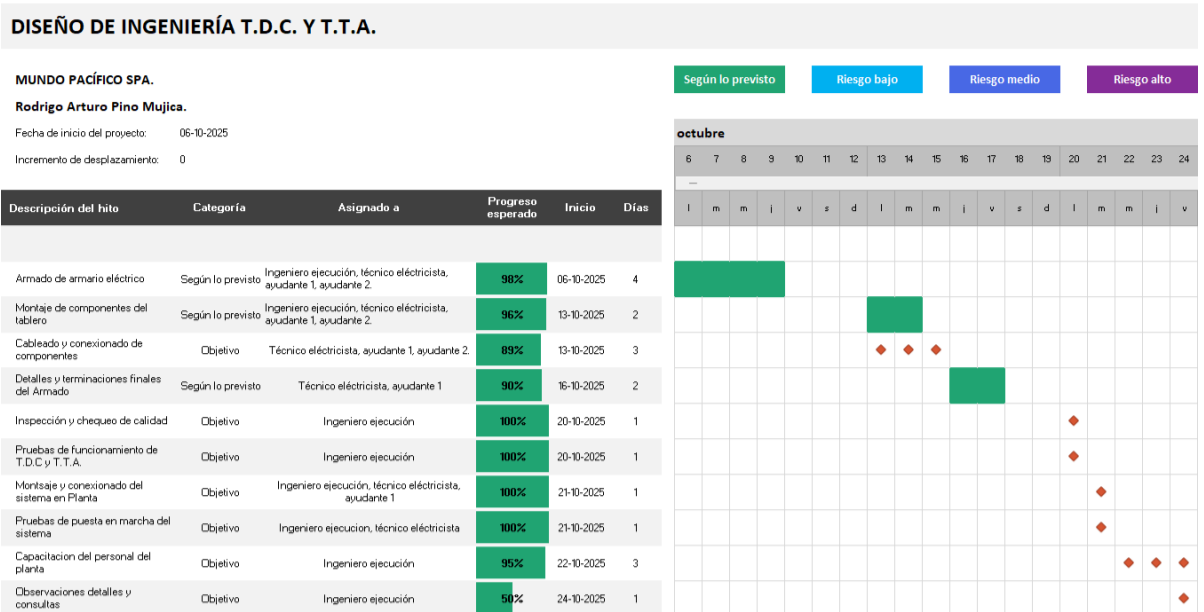 DISEÑO DE INGENIERÍA T.D.C. Y T.T.A.
MUNDO PACÍFICO SPA.
Rodrigo Arturo Pino Mujica.
Fecha de inicio del proyecto: 06-10-2025
Incremento de desplazamiento: 0
Según lo previsto Riesgo bajo Riesgo medio Riesgo alto
octubre
6 7 8 9 10 11 12 13 14 15 16 17 18 19 20 21 22 23 24
Descripción del hito Categoría Asignado a Progreso esperado Inicio Días
l m m j v s d l m m j v s d l m m j v
Armado de armario eléctrico Según lo previsto Ingeniero ejecución, técnico eléctricista, ayudante 1, ayudante 2. 98% 06-10-2025 4
Montaje de componentes del tablero Según lo previsto Ingeniero ejecución, técnico eléctricista, ayudante 1, ayudante 2. 96% 13-10-2025 2
Cableado y conexionado de componentes Objetivo Técnico eléctricista, ayudante 1, ayudante 2. 89% 13-10-2025 3
Detalles y terminaciones finales del Armado Según lo previsto Técnico eléctricista, ayudante 1 90% 16-10-2025 2
Inspección y chequeo de calidad Objetivo Ingeniero ejecución 100% 20-10-2025 1
Pruebas de funcionamiento de T.D.C y T.T.A. Objetivo Ingeniero ejecución 100% 20-10-2025 1
Montsaje y conexionado del sistema en Planta Objetivo Ingeniero ejecución, técnico eléctricista, ayudante 1 100% 21-10-2025 1
Pruebas de puesta en marcha del sistema Objetivo Ingeniero ejecucion, técnico eléctricista 100% 21-10-2025 1
Capacitacion del personal del planta Objetivo Ingeniero ejecución 95% 22-10-2025 3
Observaciones detalles y consultas Objetivo Ingeniero ejecución 50% 24-10-2025 1